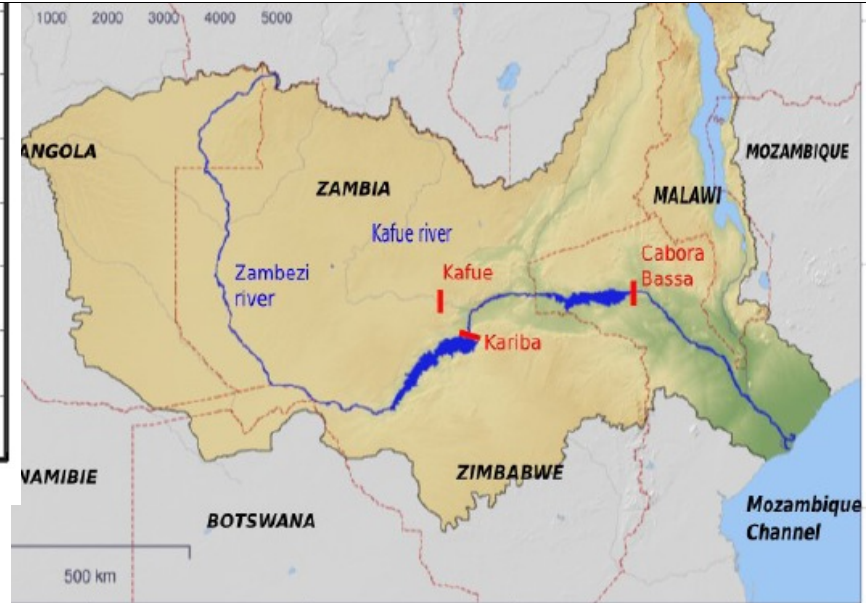 1000 2000 3000 4000 5000
ANGOLA
ZAMBIA
MOZAMBIQUE
MALAWI
Kafue river
Zambezi
river
Kafue
Cabora
Bassa
Kariba
NAMIBIE
ZIMBABWE
BOTSWANA
Mozambique
Channel
500 km